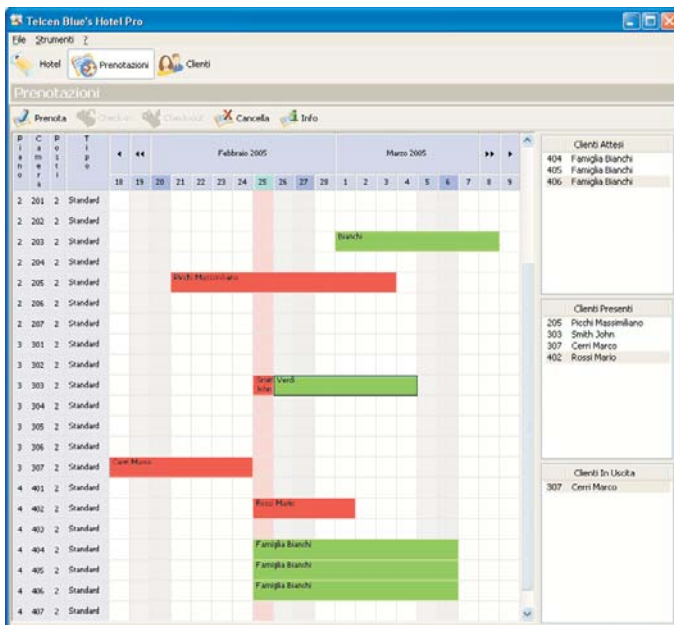 Telcen Blue's Hotel Pro
File Strumenti ?
Hotel Prenotazioni Clienti
Prenotazioni
Prenota Check-in Check-out Cancella Info
Piano Camera Posti Tipo Febbraio 2005 Marzo 2005
18 19 20 21 22 23 24 25 26 27 28 1 2 3 4 5 6 7 8 9
2 201 2 Standard
2 202 2 Standard
2 203 2 Standard Bianchi
2 204 2 Standard
2 205 2 Standard Picchi Massimiliano
2 206 2 Standard
2 207 2 Standard
3 301 2 Standard
3 302 2 Standard
3 303 2 Standard Smith John Verdi
3 304 2 Standard
3 305 2 Standard
3 306 2 Standard
3 307 2 Standard Cerri Marco
4 401 2 Standard
4 402 2 Standard Rossi Mario
4 403 2 Standard
4 404 2 Standard Famiglia Bianchi
4 405 2 Standard Famiglia Bianchi
4 406 2 Standard Famiglia Bianchi
4 407 2 Standard
Clienti Attesi
404 Famiglia Bianchi
405 Famiglia Bianchi
406 Famiglia Bianchi
Clienti Presenti
205 Picchi Massimiliano
303 Smith John
307 Cerri Marco
402 Rossi Mario
Clienti In Uscita
307 Cerri Marco